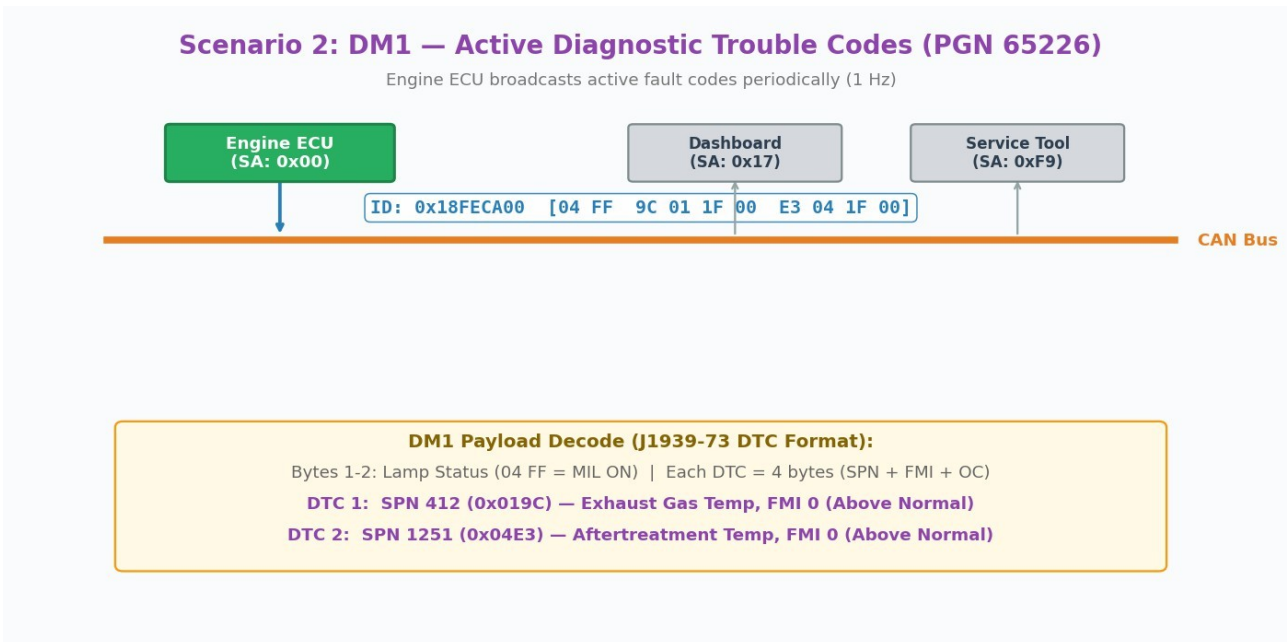 Scenario 2: DM1 — Active Diagnostic Trouble Codes (PGN 65226)
Engine ECU broadcasts active fault codes periodically (1 Hz)
Engine ECU
(SA: 0x00)
Dashboard
(SA: 0x17)
Service Tool
(SA: 0xF9)
ID: 0x18FECA00  [04 FF  9C 01 1F 00  E3 04 1F 00]
CAN Bus
DM1 Payload Decode (J1939-73 DTC Format):
Bytes 1-2: Lamp Status (04 FF = MIL ON)  |  Each DTC = 4 bytes (SPN + FMI + OC)
DTC 1:  SPN 412 (0x019C) — Exhaust Gas Temp, FMI 0 (Above Normal)
DTC 2:  SPN 1251 (0x04E3) — Aftertreatment Temp, FMI 0 (Above Normal)